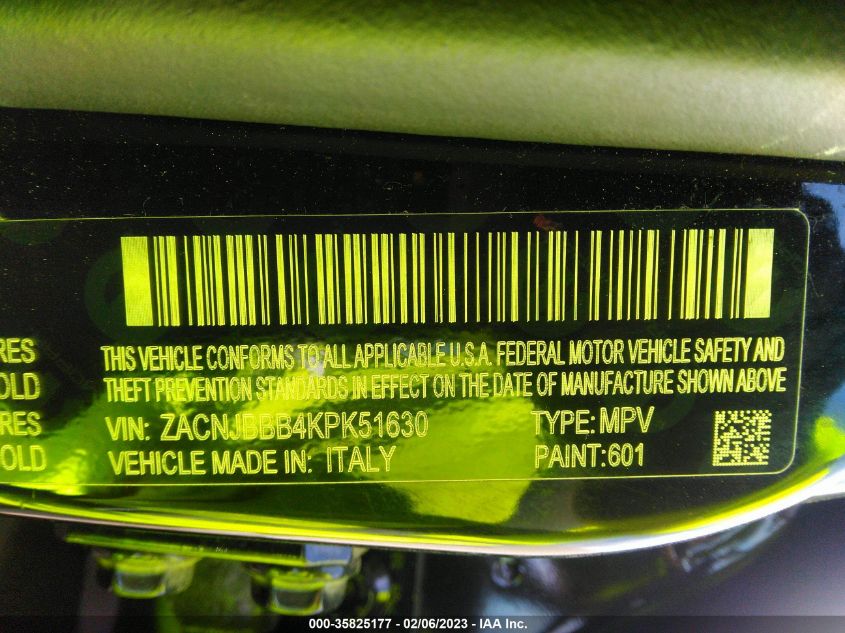 RES
OLD
RES
OLD
THIS VEHICLE CONFORMS TO ALL APPLICABLE U.S.A. FEDERAL MOTOR VEHICLE SAFETY AND
THEFT PREVENTION STANDARDS IN EFFECT ON THE DATE OF MANUFACTURE SHOWN ABOVE
VIN: ZACNJBBB4KPK51630 TYPE: MPV
VEHICLE MADE IN: ITALY PAINT:601
000-35825177 - 02/06/2023 - IAA Inc.